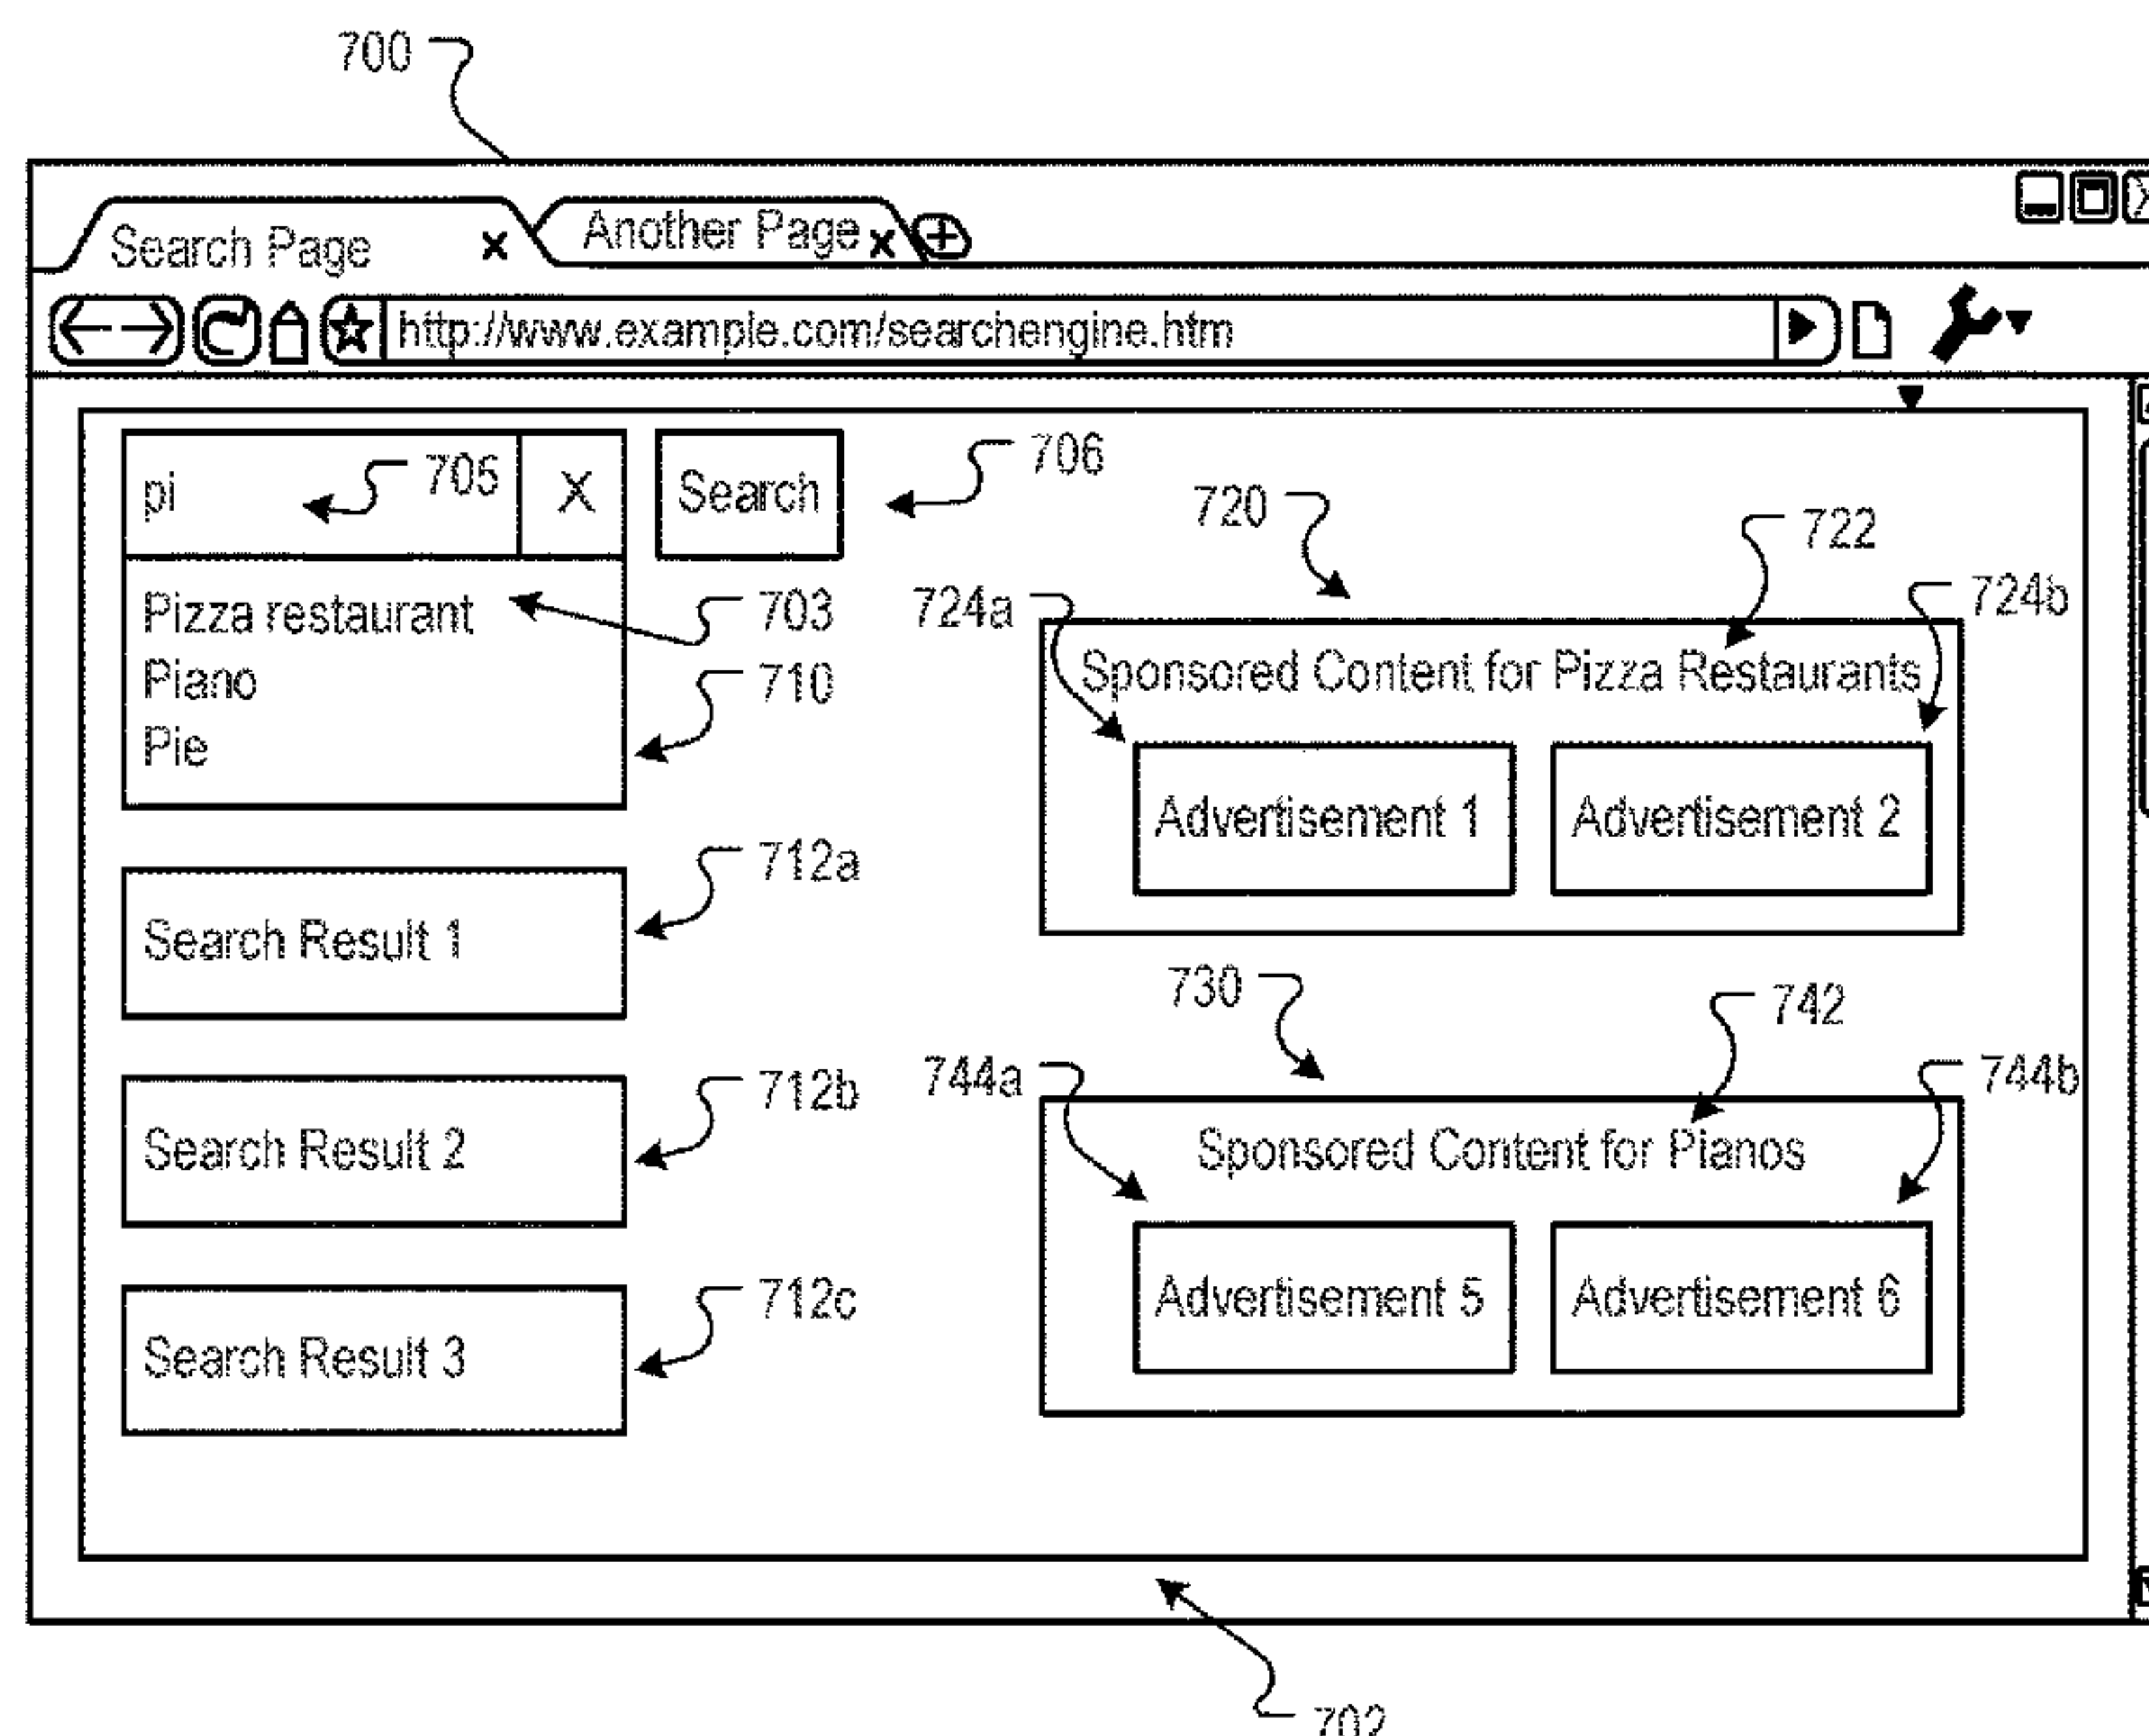 700
Search Page x Another Page x
http://www.example.com/searchengine.htm
pi 705 X Search 706
720 722
Pizza restaurant 703 724a 724b
Piano 710 Sponsored Content for Pizza Restaurants
Pie
Advertisement 1 Advertisement 2
712a
Search Result 1
730 742
712b 744a 744b
Search Result 2 Sponsored Content for Pianos
712c Advertisement 5 Advertisement 6
Search Result 3
702